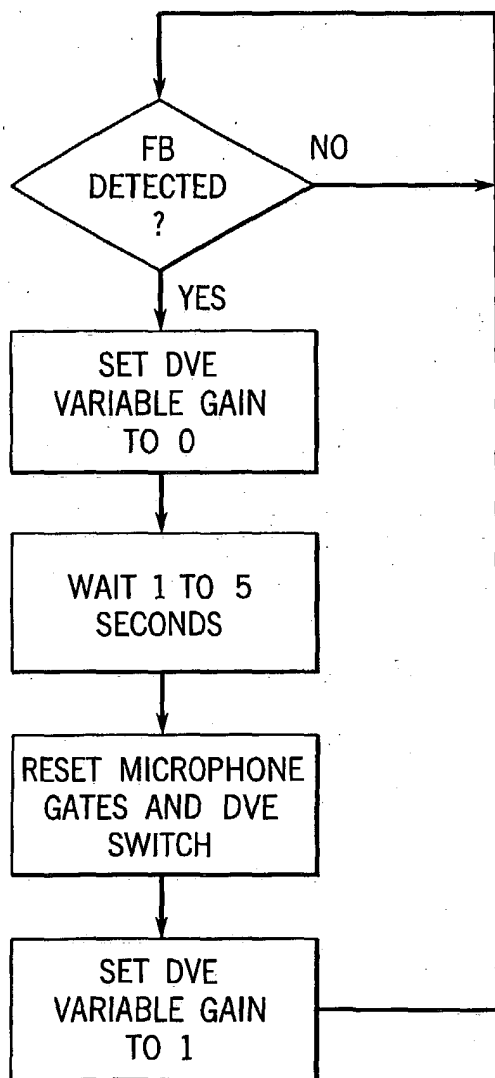 FB
DETECTED
?
NO
YES
SET DVE
VARIABLE GAIN
TO 0
WAIT 1 TO 5
SECONDS
RESET MICROPHONE
GATES AND DVE
SWITCH
SET DVE
VARIABLE GAIN
TO 1